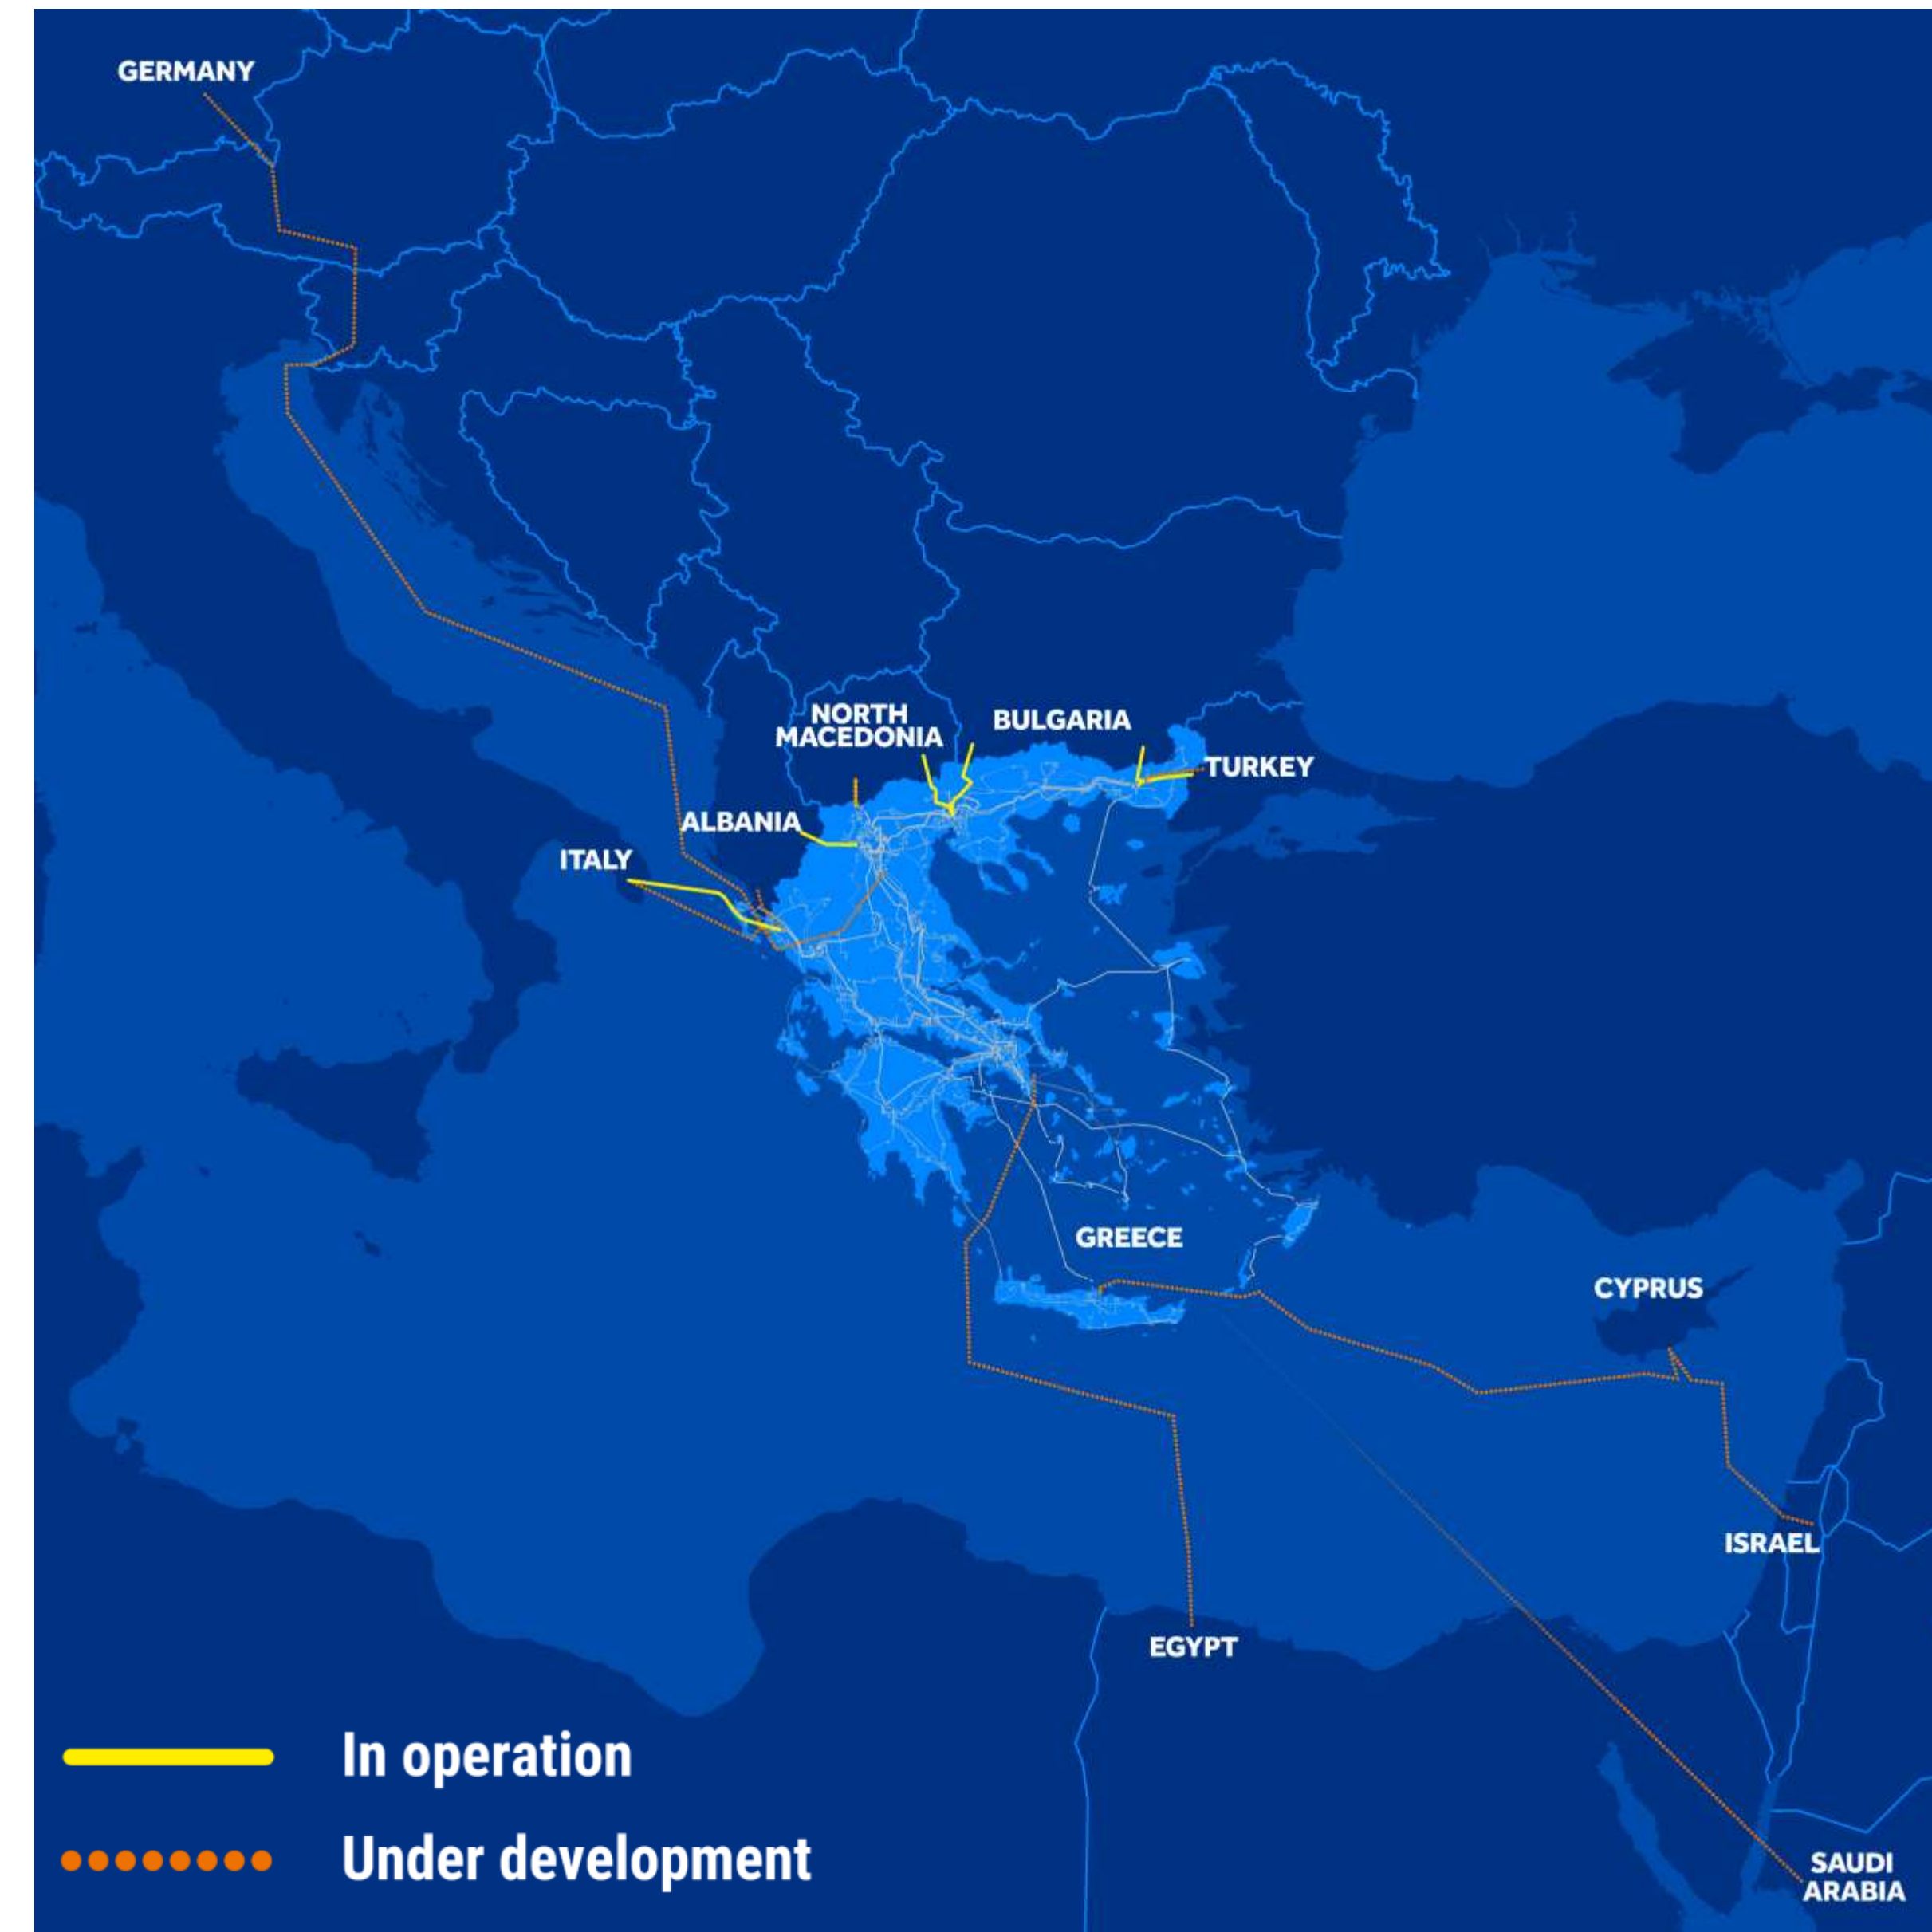 GERMANY
NORTH
MACEDONIA
BULGARIA
TURKEY
ALBANIA
ITALY
GREECE
CYPRUS
ISRAEL
EGYPT
In operation
Under development
SAUDI
ARABIA